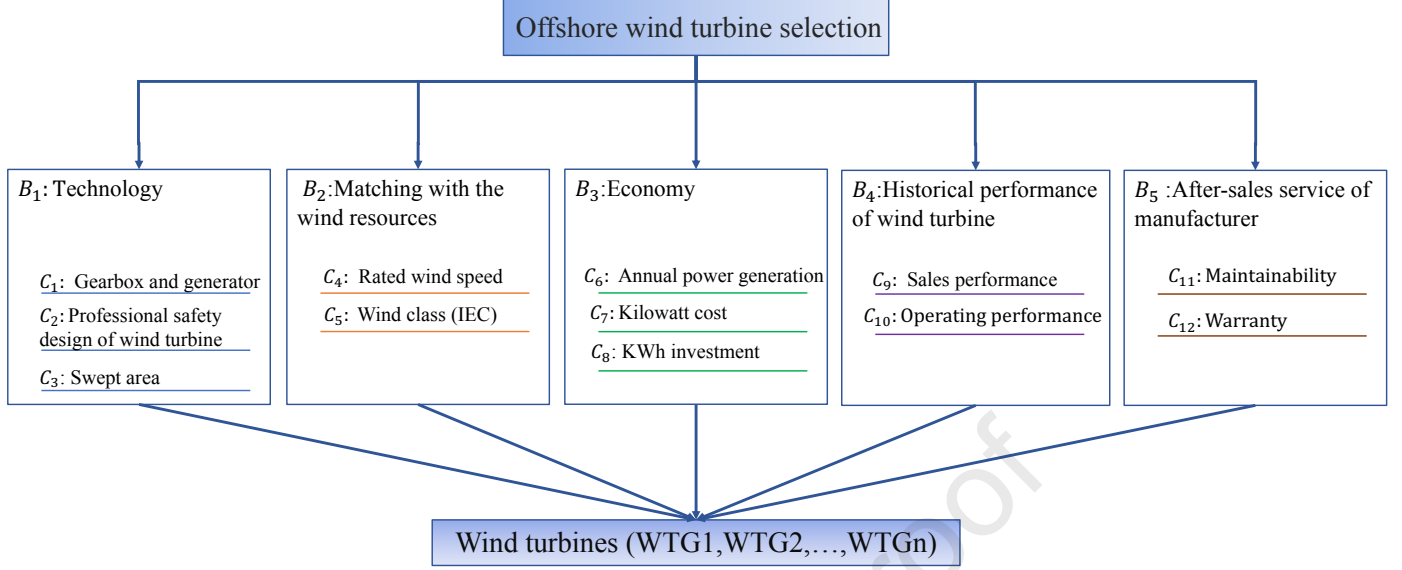 Offshore wind turbine selection
B₁: Technology
C₁: Gearbox and generator
C₂: Professional safety
design of wind turbine
C₃: Swept area
B₂:Matching with the
wind resources
C₄: Rated wind speed
C₅: Wind class (IEC)
B₃:Economy
C₆: Annual power generation
C₇: Kilowatt cost
C₈: KWh investment
B₄:Historical performance
of wind turbine
C₉: Sales performance
C₁₀: Operating performance
B₅ :After-sales service of
manufacturer
C₁₁: Maintainability
C₁₂: Warranty
Wind turbines (WTG1,WTG2,…,WTGn)